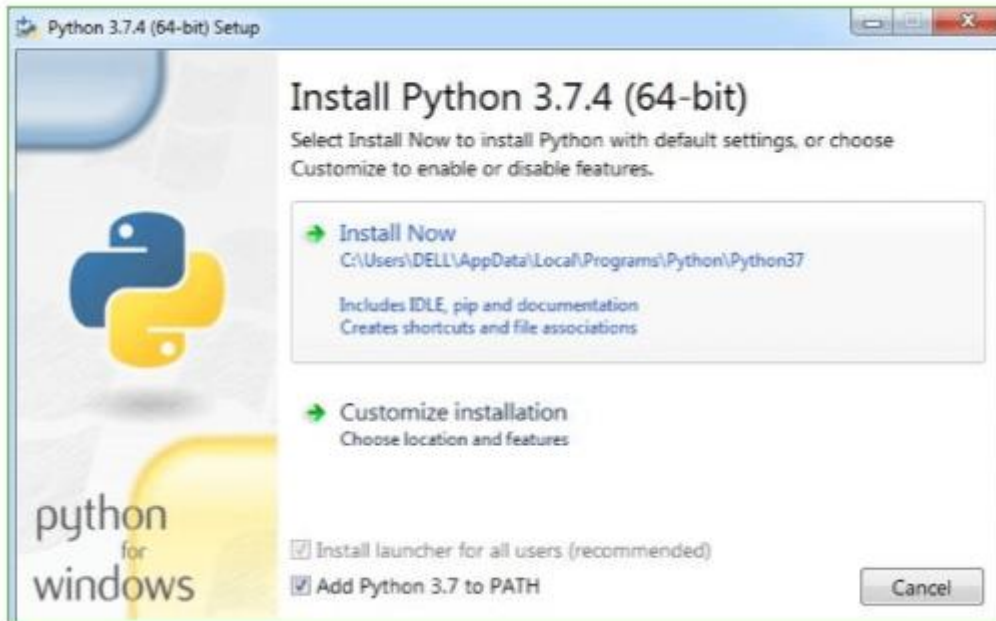 Python 3.7.4 (64-bit) Setup
Install Python 3.7.4 (64-bit)
Select Install Now to install Python with default settings, or choose
Customize to enable or disable features.
Install Now
C:\Users\DELL\AppData\Local\Programs\Python\Python37
Includes IDLE, pip and documentation
Creates shortcuts and file associations
Customize installation
Choose location and features
python
for
windows
Install launcher for all users (recommended)
Add Python 3.7 to PATH
Cancel